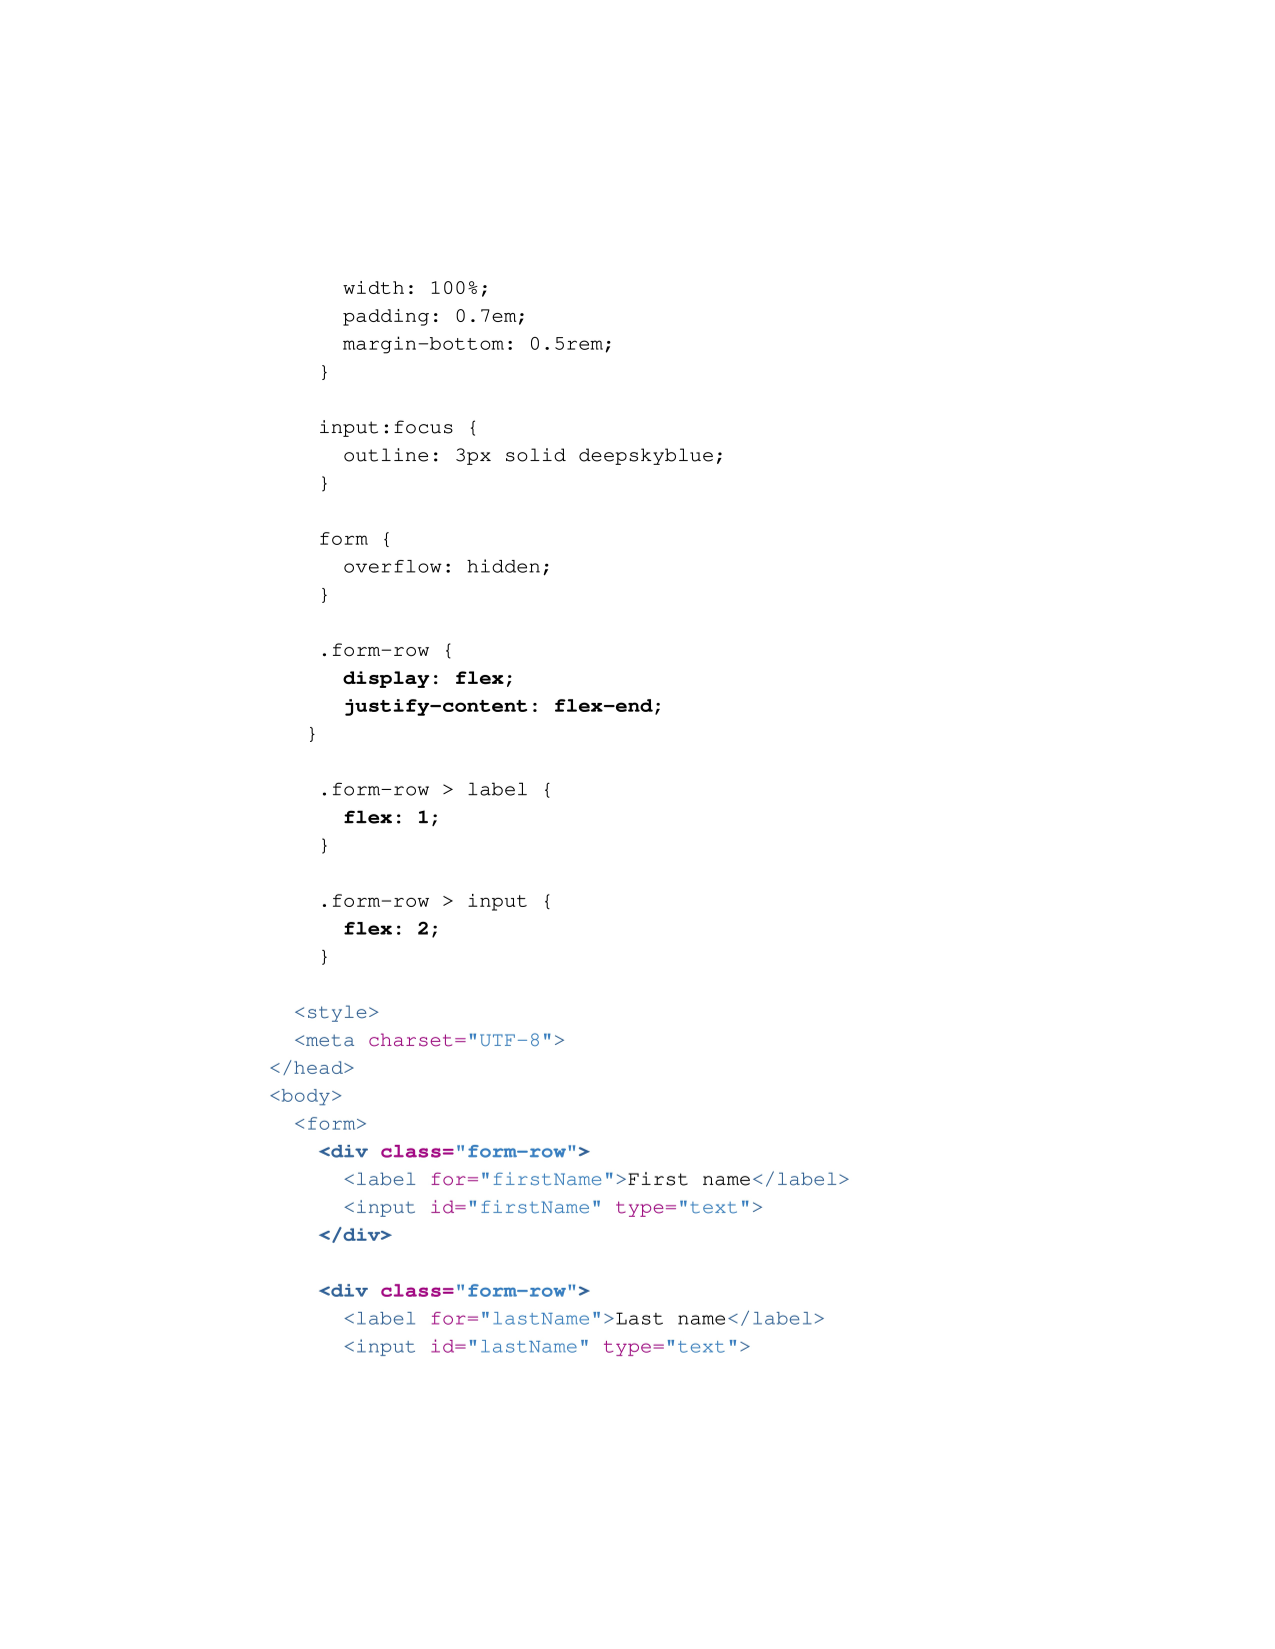 width: 100%;
padding: 0.7em;
margin-bottom: 0.5rem;
}
input:focus {
outline: 3px solid deepskyblue;
}
form {
overflow: hidden;
}
.form-row {
display: flex;
justify-content: flex-end;
}
.form-row > label {
flex: 1;
}
.form-row > input {
flex: 2;
}
<style>
<meta charset="UTF-8">
</head>
<body>
<form>
<div class="form-row">
<label for="firstName">First name</label>
<input id="firstName" type="text">
</div>
<div class="form-row">
<label for="lastName">Last name</label>
<input id="lastName" type="text">